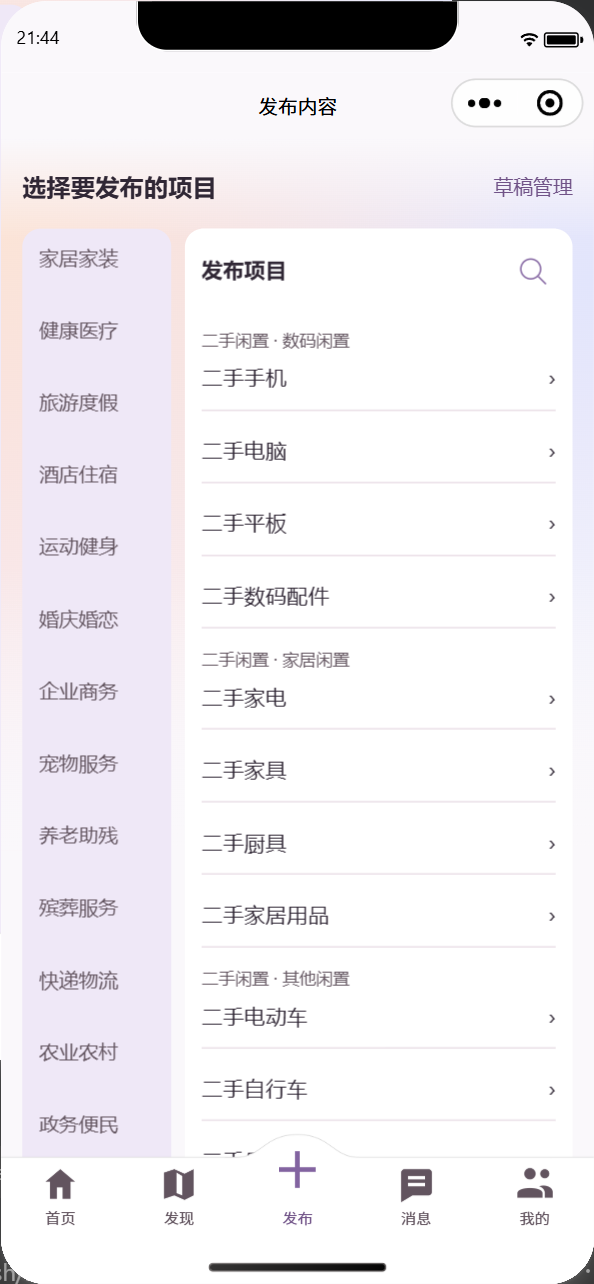 21:44
发布内容
选择要发布的项目
草稿管理
家居家装
健康医疗
旅游度假
酒店住宿
运动健身
婚庆婚恋
企业商务
宠物服务
养老助残
殡葬服务
快递物流
农业农村
政务便民
发布项目
二手闲置 · 数码闲置
二手手机 ›
二手电脑 ›
二手平板 ›
二手数码配件 ›
二手闲置 · 家居闲置
二手家电 ›
二手家具 ›
二手厨具 ›
二手家居用品 ›
二手闲置 · 其他闲置
二手电动车 ›
二手自行车 ›
首页
发现
发布
消息
我的